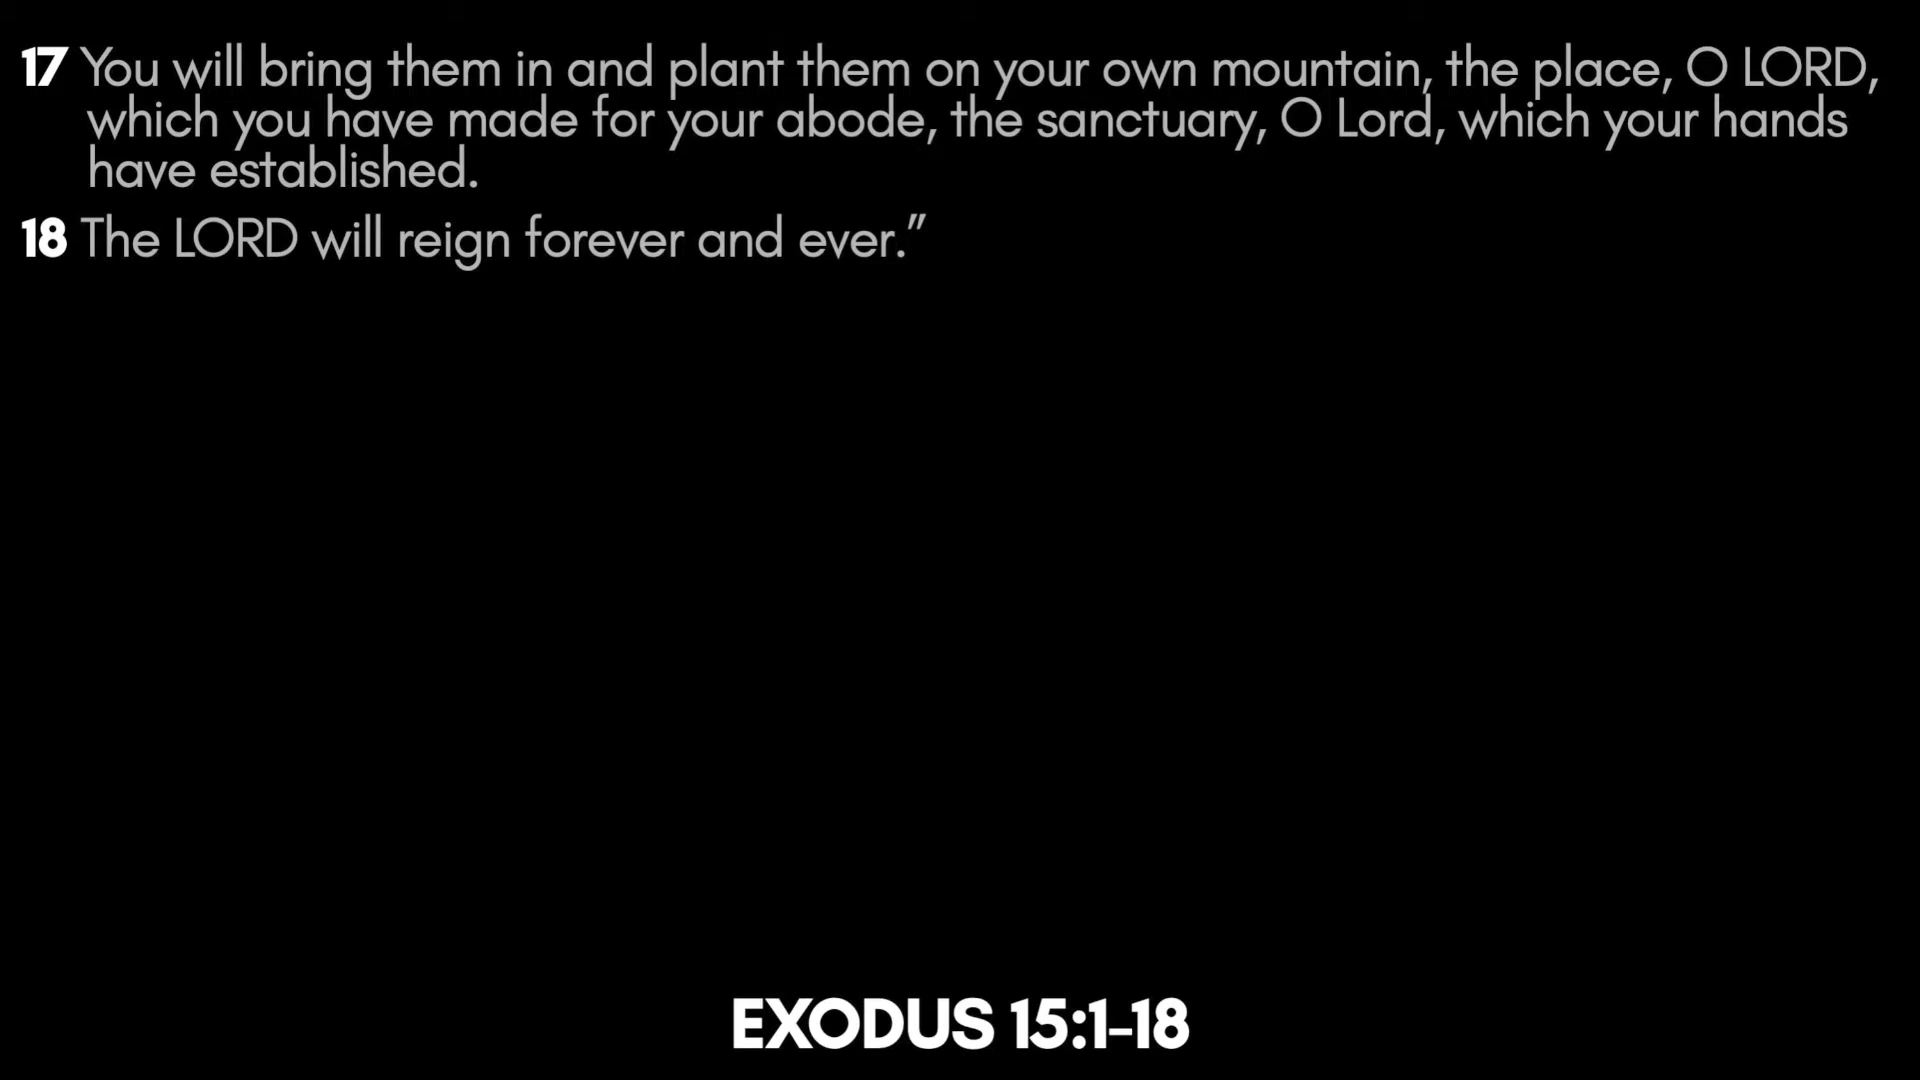 17 You will bring them in and plant them on your own mountain, the place, O LORD,
which you have made for your abode, the sanctuary, O Lord, which your hands
have established.
18 The LORD will reign forever and ever.”
EXODUS 15:1-18